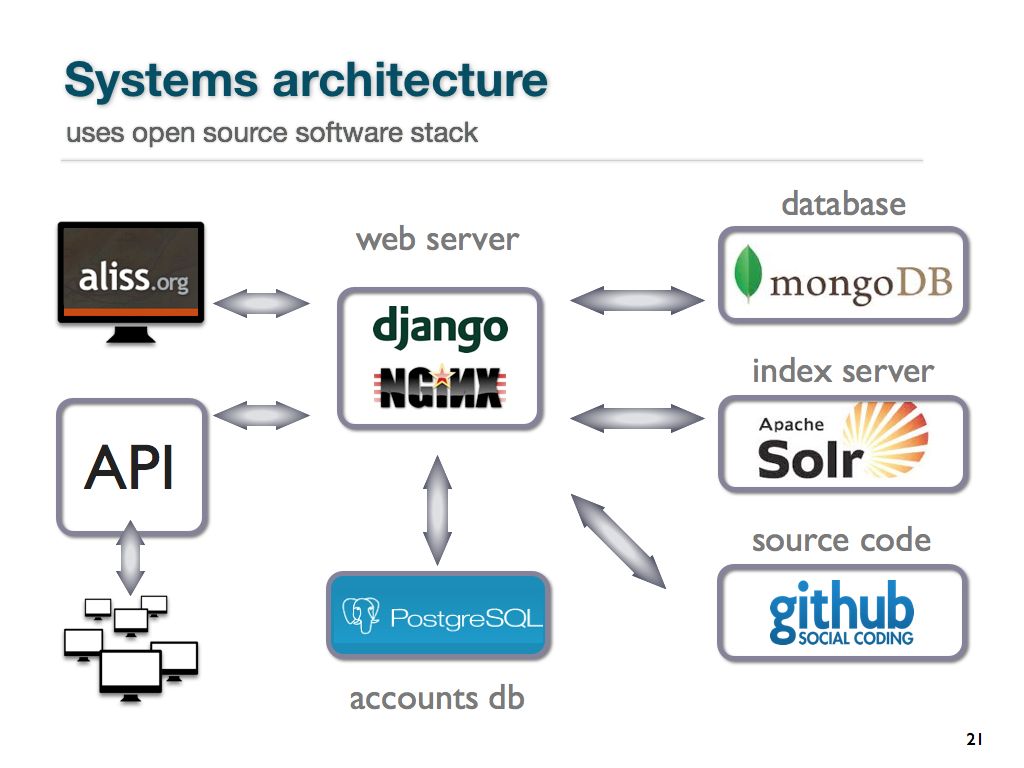 Systems architecture
uses open source software stack
aliss.org
web server
django
NGINX
database
mongoDB
index server
Apache
Solr
API
source code
github
SOCIAL CODING
PostgreSQL
accounts db
21